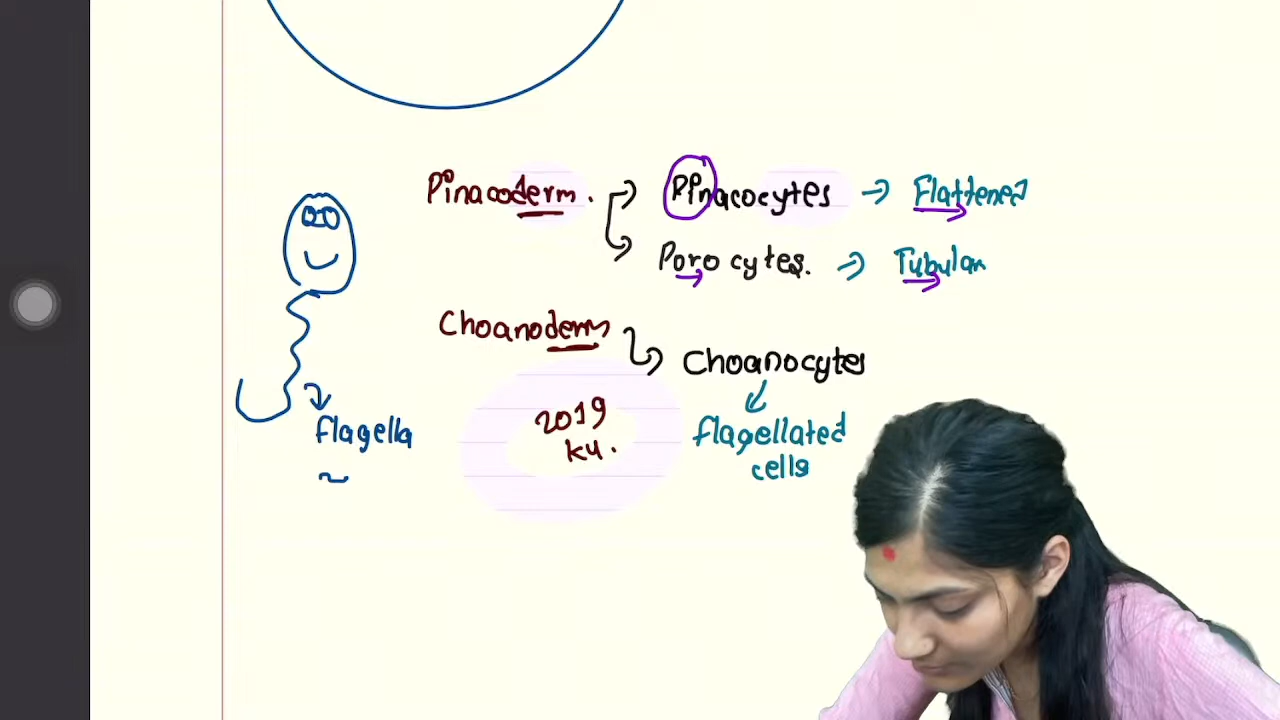 Pinacoderm. Pinacocytes → Flattened
Porocytes. → Tubular
Choanoderm
Choanocytes
2019
KU.
flagella
flagellated
cells